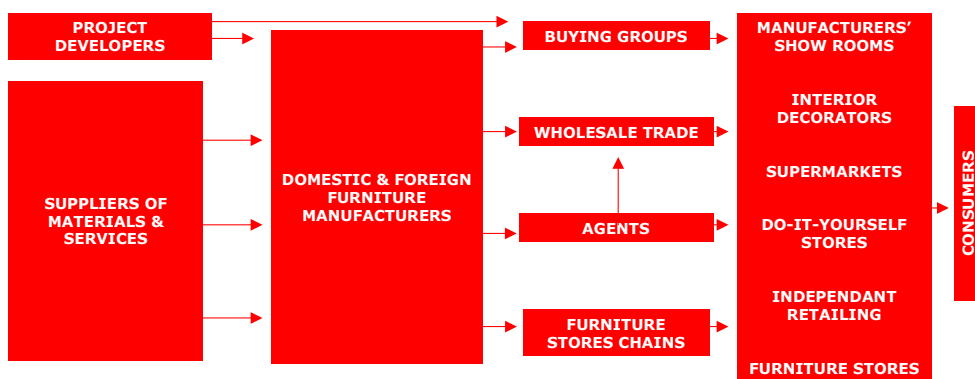 PROJECT
DEVELOPERS
SUPPLIERS OF
MATERIALS &
SERVICES
DOMESTIC & FOREIGN
FURNITURE
MANUFACTURERS
BUYING GROUPS
WHOLESALE TRADE
AGENTS
FURNITURE
STORES CHAINS
MANUFACTURERS’
SHOW ROOMS
INTERIOR
DECORATORS
SUPERMARKETS
DO-IT-YOURSELF
STORES
INDEPENDANT
RETAILING
FURNITURE STORES
CONSUMERS